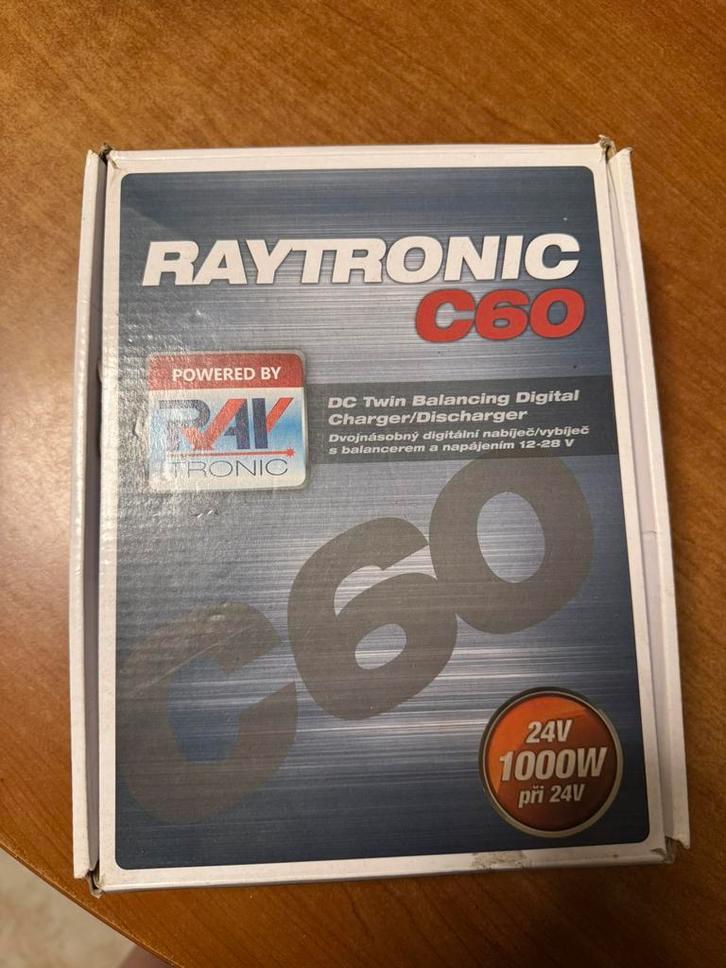 RAYTRONIC
C60
POWERED BY
RAY
TRONIC
DC Twin Balancing Digital
Charger/Discharger
Dvojnásobný digitální nabíječ/vybíječ
s balancerem a napájením 12-28 V
C60
24V
1000W
při 24V